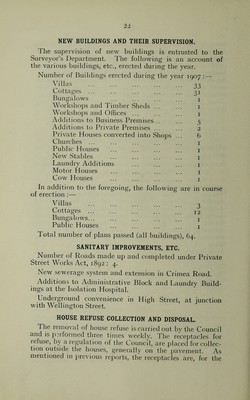 22
NEW BUILDINGS AND THEIR SUPERVISION.
The supervision of new buildings is entrusted to the
Surveyor's Department. The following is an account of
the various buildings, etc., erected during the year.
Number of Buildings erected during the year 1907:—
Villas ... ... ... ... ... 33
Cottages ... ... ... ... ... 31
Bungalows ... ... ... ... 1
Workshops and Timber Sheds ... ... 1
Workshops and Offices ... ... ... 1
Additions to Business Premises ... ... 5
Additions to Private Premises ... ... 2
Private Houses converted into Shops ... 6
Churches ... ... ... ... ... 1
Public Houses ... ... ... ... 1
New Stables ... ... ... ... 1
Laundry Additions ... ... ... 1
Motor Houses ... ... ... ... 1
Cow Houses ... ... ... ... 1
In addition to the foregoing, the following are in course
of erection:—
Villas ... ... ... ... ... 3
Cottages ... ... ... ... ... 12
Bungalows... ... ... ... ... 1
Public Houses ... ... ... ... 1
Total number of plans passed (all buildings), 64.
SANITARY IMPROVEMENTS, ETC.
Number of Roads made up and completed under Private
Street Works Act, 1892: 4.
New sewerage system and extension in Crimea Road.
Additions to Administrative Block and Laundry Build-
ings at the Isolation Hospital.
Underground convenience in High Street, at junction
with Wellington Street.
HOUSE REFUSE COLLECTION AND DISPOSAL.
The removal of house refuse is carried out by the Council
and is performed three times weekly. The receptacles for
refuse, by a regulation of the Council, are placed for collec-
tion outside the houses, generally on the pavement. As
mentioned in previous reports, the receptacles are, for the